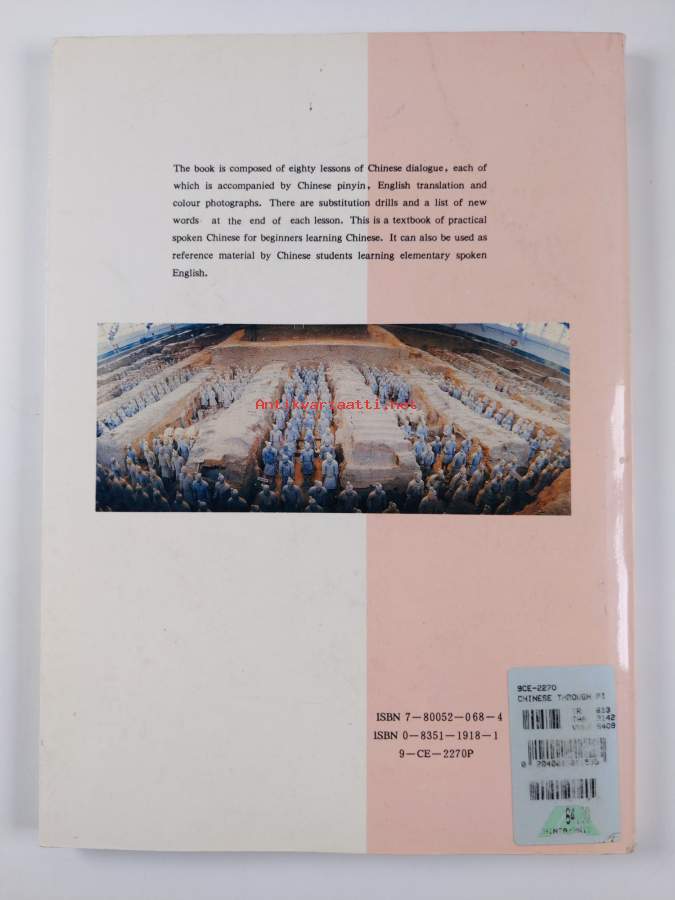 The book is composed of eighty lessons of Chinese dialogue, each of
which is accompanied by Chinese pinyin, English translation and
colour photographs. There are substitution drills and a list of new
words at the end of each lesson. This is a textbook of practical
spoken Chinese for beginners learning Chinese. It can also be used as
reference material by Chinese students learning elementary spoken
English.
Antikvariaatti.net
ISBN 7-80052-068-4
ISBN 0-8351-1918-1
9-CE-2270P
9CE-2270
CHINESE THROUGH PI